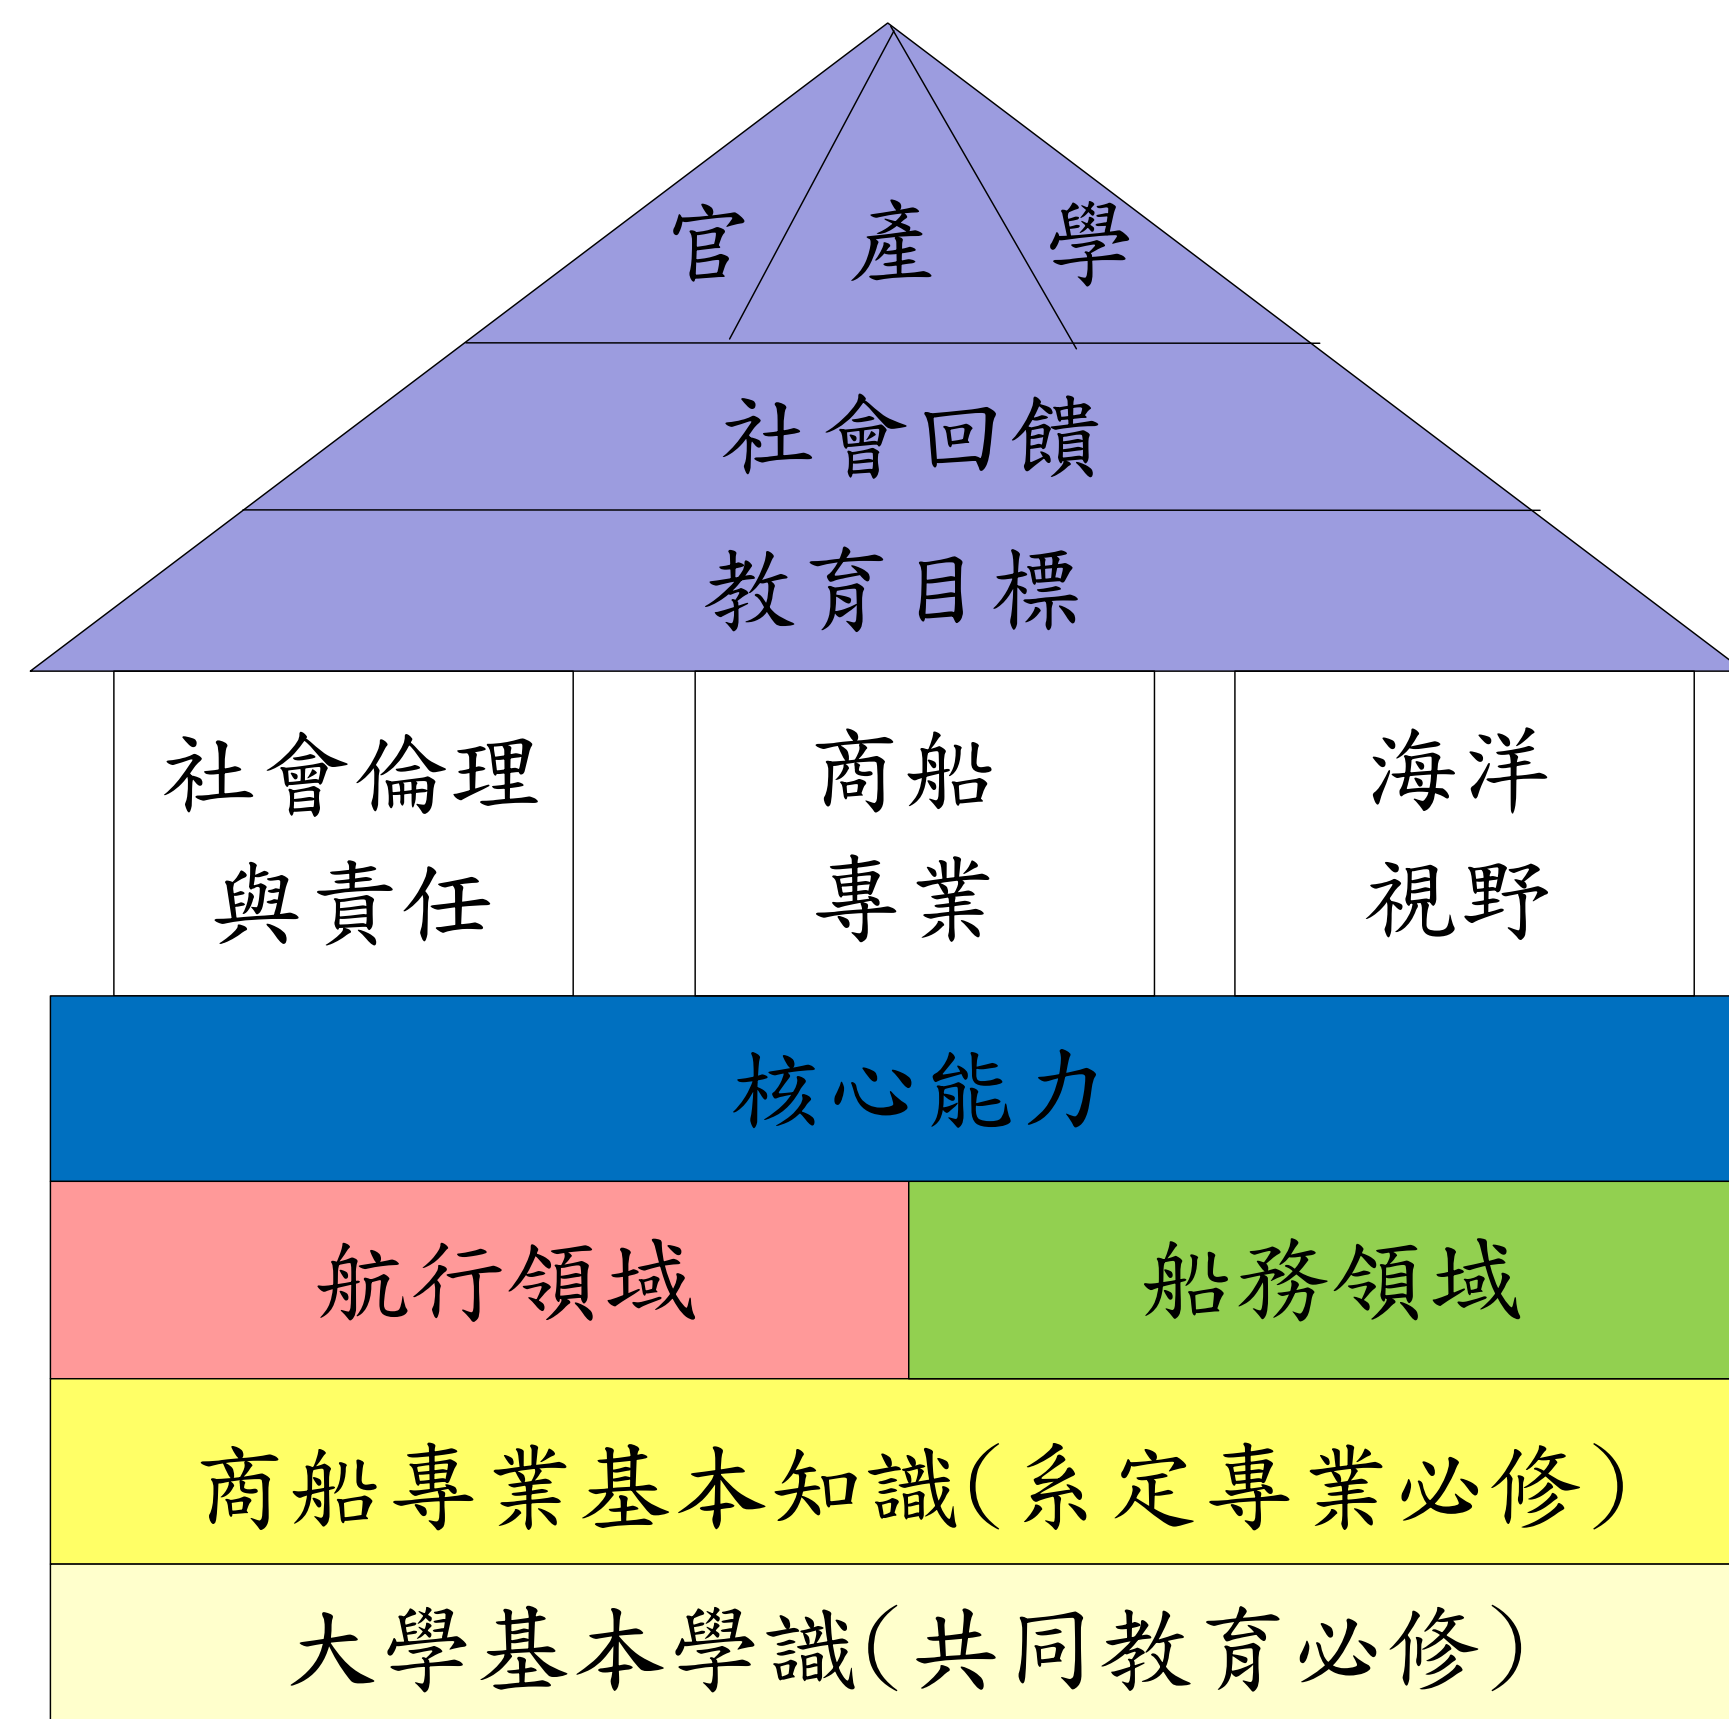 官 產 學
社會回饋
教育目標
社會倫理
與責任
商船
專業
海洋
視野
核心能力
航行領域
船務領域
商船專業基本知識(系定專業必修)
大學基本學識(共同教育必修)